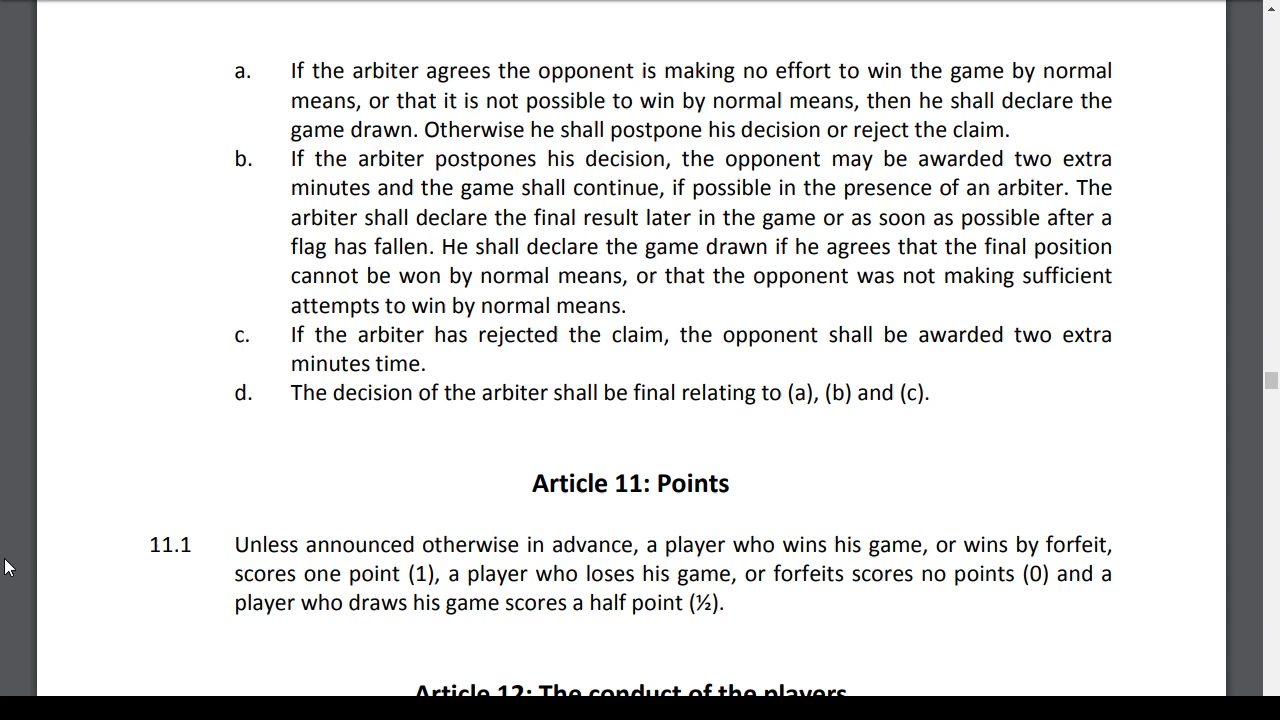 a. If the arbiter agrees the opponent is making no effort to win the game by normal
means, or that it is not possible to win by normal means, then he shall declare the
game drawn. Otherwise he shall postpone his decision or reject the claim.
b. If the arbiter postpones his decision, the opponent may be awarded two extra
minutes and the game shall continue, if possible in the presence of an arbiter. The
arbiter shall declare the final result later in the game or as soon as possible after a
flag has fallen. He shall declare the game drawn if he agrees that the final position
cannot be won by normal means, or that the opponent was not making sufficient
attempts to win by normal means.
c. If the arbiter has rejected the claim, the opponent shall be awarded two extra
minutes time.
d. The decision of the arbiter shall be final relating to (a), (b) and (c).
Article 11: Points
11.1 Unless announced otherwise in advance, a player who wins his game, or wins by forfeit,
scores one point (1), a player who loses his game, or forfeits scores no points (0) and a
player who draws his game scores a half point (½).
Article 12: The conduct of the players